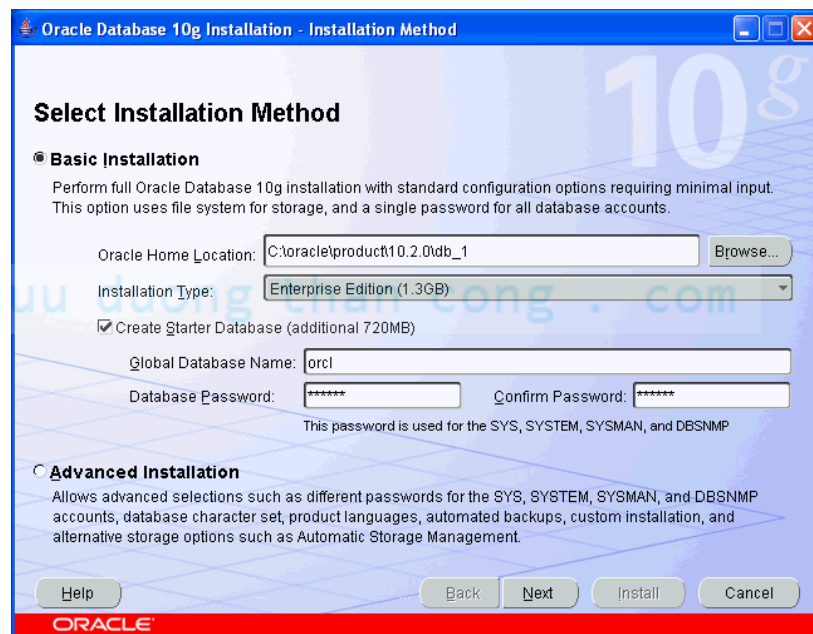 Oracle Database 10g Installation - Installation Method
10g
Select Installation Method
Basic Installation
Perform full Oracle Database 10g installation with standard configuration options requiring minimal input.
This option uses file system for storage, and a single password for all database accounts.
Oracle Home Location: C:\oracle\product\10.2.0\db_1 Browse...
Installation Type: Enterprise Edition (1.3GB)
cuu duong than cong . com
Create Starter Database (additional 720MB)
Global Database Name: orcl
Database Password: ****** Confirm Password: ******
This password is used for the SYS, SYSTEM, SYSMAN, and DBSNMP
Advanced Installation
Allows advanced selections such as different passwords for the SYS, SYSTEM, SYSMAN, and DBSNMP
accounts, database character set, product languages, automated backups, custom installation, and
alternative storage options such as Automatic Storage Management.
Help Back Next Install Cancel
ORACLE